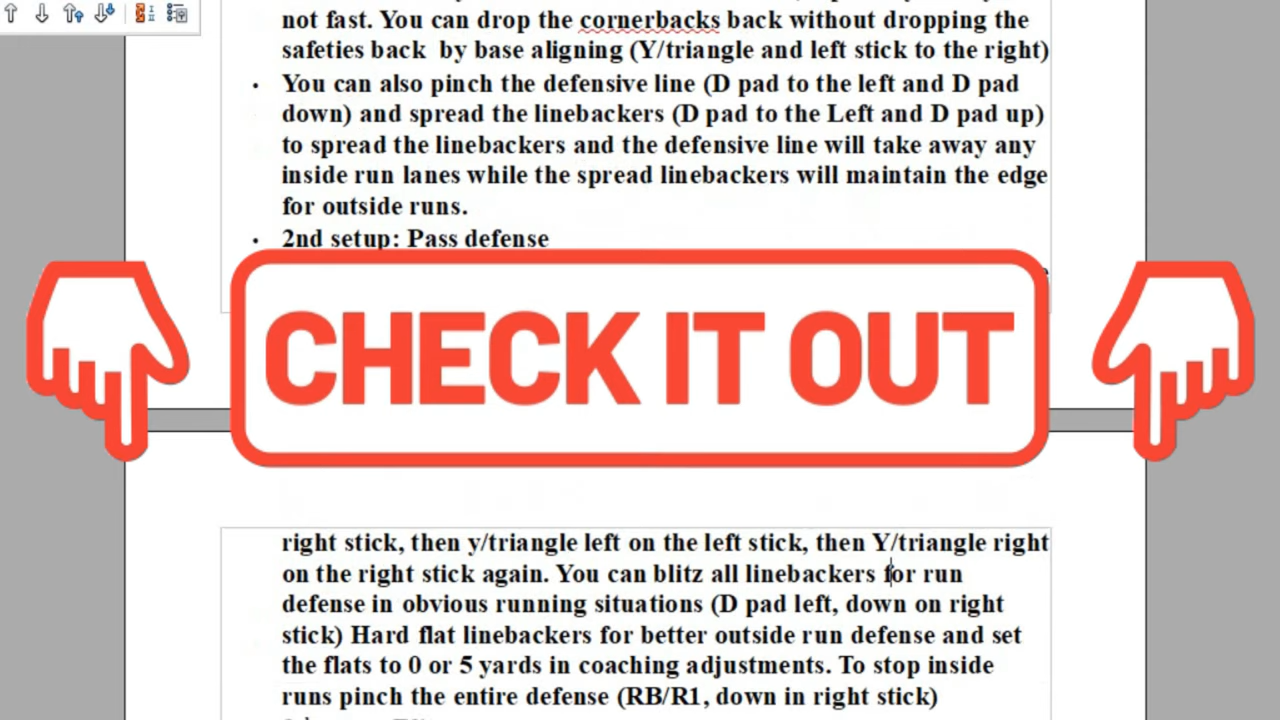 not fast. You can drop the cornerbacks back without dropping the
safeties back by base aligning (Y/triangle and left stick to the right)
• You can also pinch the defensive line (D pad to the left and D pad
down) and spread the linebackers (D pad to the Left and D pad up)
to spread the linebackers and the defensive line will take away any
inside run lanes while the spread linebackers will maintain the edge
for outside runs.
• 2nd setup: Pass defense
CHECK IT OUT
right stick, then y/triangle left on the left stick, then Y/triangle right
on the right stick again. You can blitz all linebackers for run
defense in obvious running situations (D pad left, down on right
stick) Hard flat linebackers for better outside run defense and set
the flats to 0 or 5 yards in coaching adjustments. To stop inside
runs pinch the entire defense (RB/R1, down in right stick)